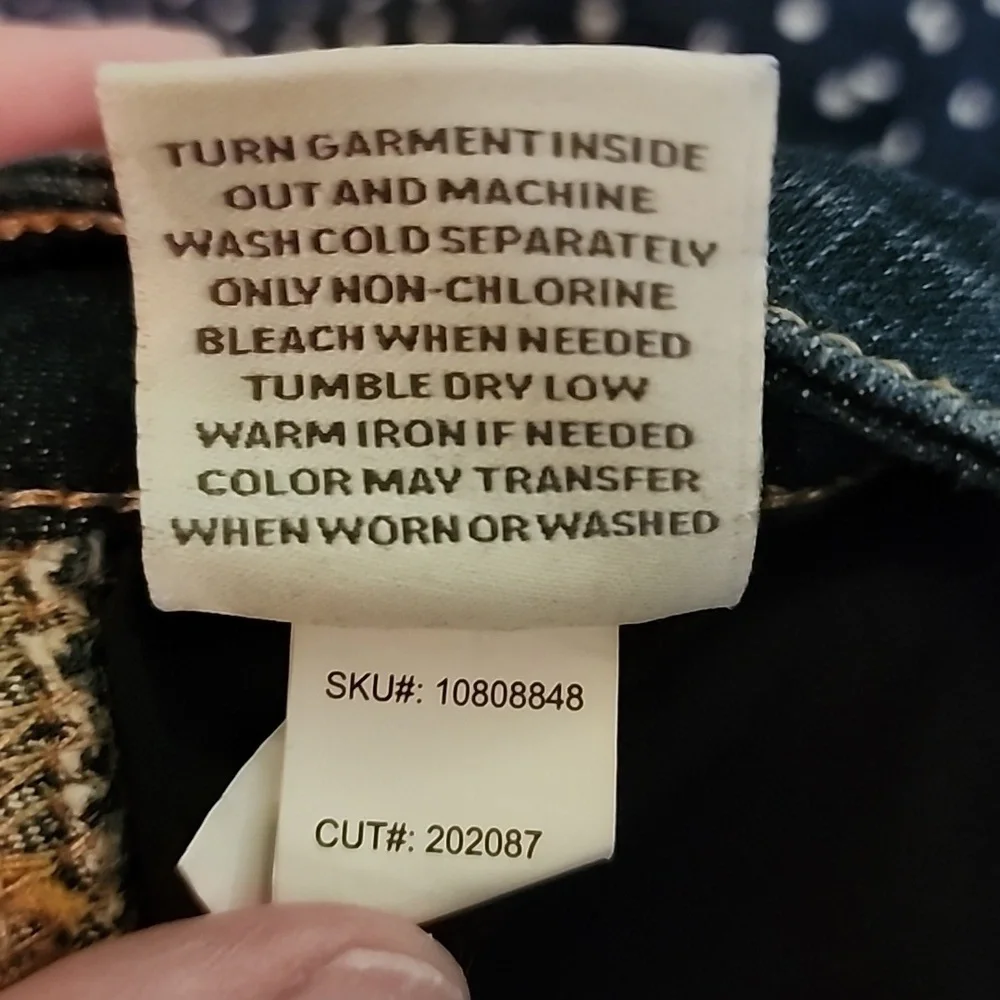 TURN GARMENT INSIDE
OUT AND MACHINE
WASH COLD SEPARATELY
ONLY NON-CHLORINE
BLEACH WHEN NEEDED
TUMBLE DRY LOW
WARM IRON IF NEEDED
COLOR MAY TRANSFER
WHEN WORN OR WASHED
SKU#: 10808848
CUT#: 202087